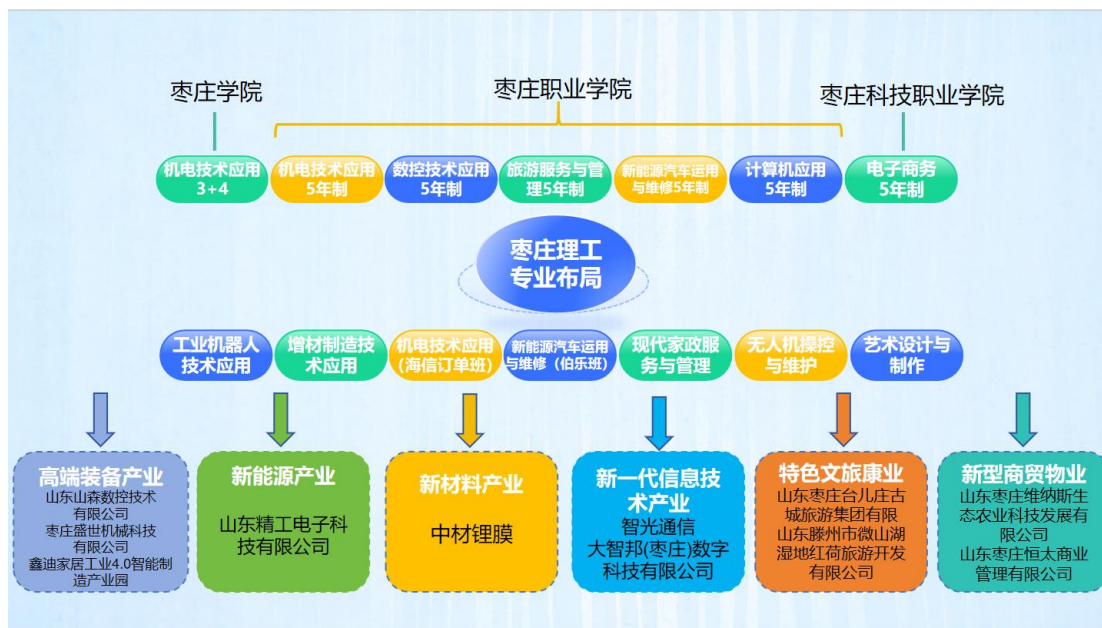 枣庄学院
枣庄职业学院
枣庄科技职业学院
机电技术应用
3+4
机电技术应用
5年制
数控技术应用
5年制
旅游服务与管
理5年制
新能源汽车运用
与维修5年制
计算机应用
5年制
电子商务
5年制
枣庄理工
专业布局
工业机器人
技术应用
增材制造技
术应用
机电技术应用
(海信订单班)
新能源汽车运用
与维修（伯乐班）
现代家政服
务与管理
无人机操控
与维护
艺术设计与
制作
高端装备产业
山东山森数控技术
有限公司
枣庄盛世机械科技
有限公司
鑫迪家居工业4.0智能制
造产业园
新能源产业
山东精工电子科
技有限公司
新材料产业
中材锂膜
新一代信息技
术产业
智光通信
大智邦(枣庄)数字
科技有限公司
特色文旅康业
山东枣庄台儿庄古
城旅游集团有限
山东滕州市微山湖
湿地红荷旅游开发
有限公司
新型商贸物业
山东枣庄维纳斯生
态农业科技发展有
限公司
山东枣庄恒太商业
管理有限公司